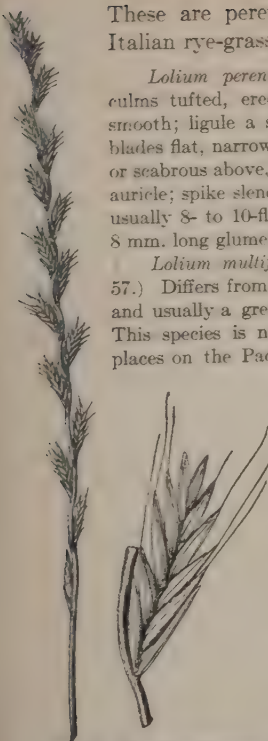 These are pere
Italian rye-grass
Lolium peren
culms tufted, ere
smooth; ligule a s
blades flat, narrow
or scabrous above,
auricle; spike slend
usually 8- to 10-fl
8 mm. long glume
Lolium multif
57.) Differs from
and usually a gre
This species is n
places on the Pac